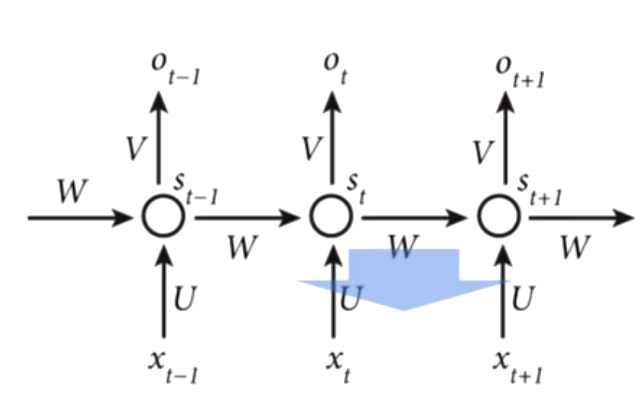 o_{t-1} o_t o_{t+1}
V V V
W s_{t-1} s_t s_{t+1}
W W W
U U U
x_{t-1} x_t x_{t+1}